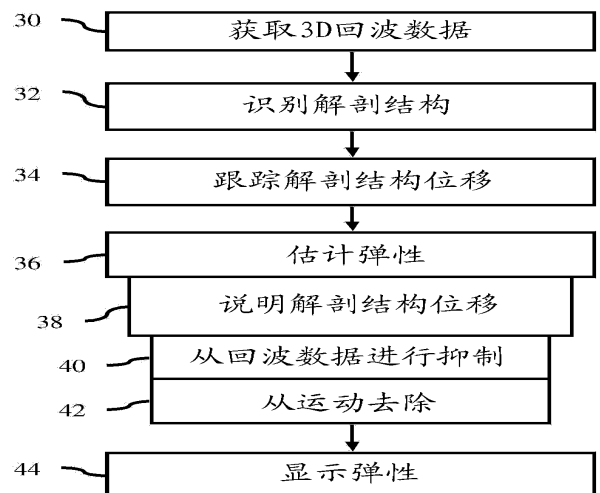 30 获取3D回波数据
32 识别解剖结构
34 跟踪解剖结构位移
36 估计弹性
38 说明解剖结构位移
40 从回波数据进行抑制
42 从运动去除
44 显示弹性